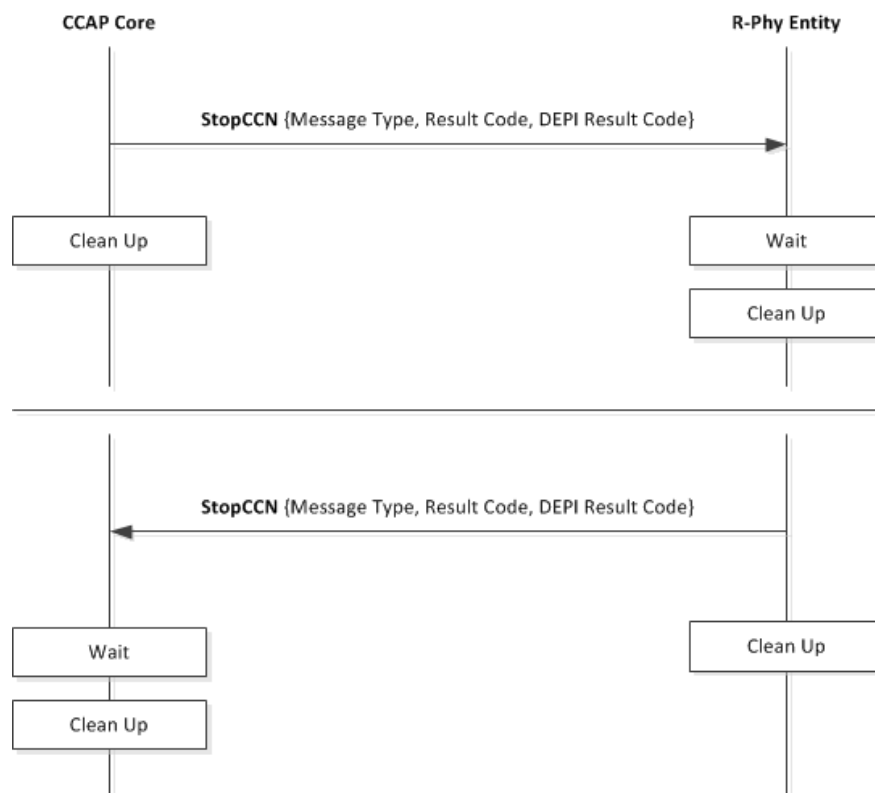 CCAP Core
R-Phy Entity
StopCCN {Message Type, Result Code, DEPI Result Code}
Clean Up
Wait
Clean Up
StopCCN {Message Type, Result Code, DEPI Result Code}
Wait
Clean Up
Clean Up